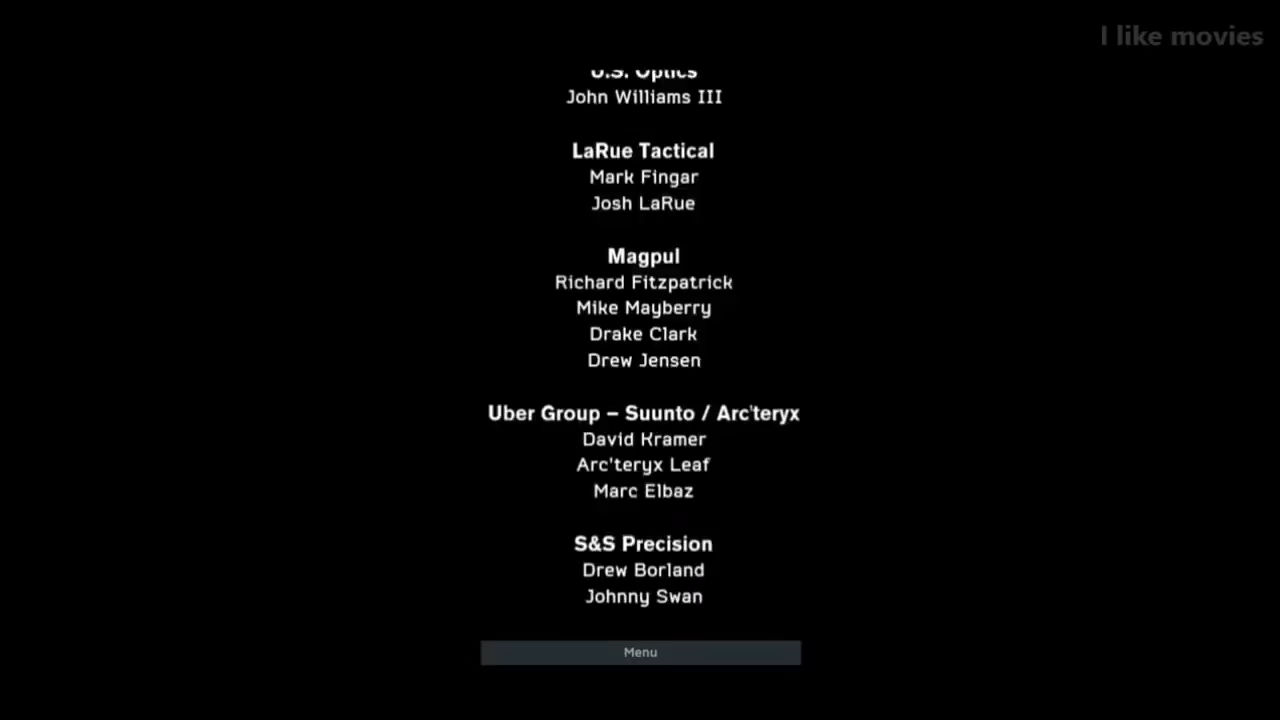 I like movies
U.S. Optics
John Williams III
LaRue Tactical
Mark Fingar
Josh LaRue
Magpul
Richard Fitzpatrick
Mike Mayberry
Drake Clark
Drew Jensen
Uber Group – Suunto / Arc'teryx
David Kramer
Arc'teryx Leaf
Marc Elbaz
S&S Precision
Drew Borland
Johnny Swan
Menu